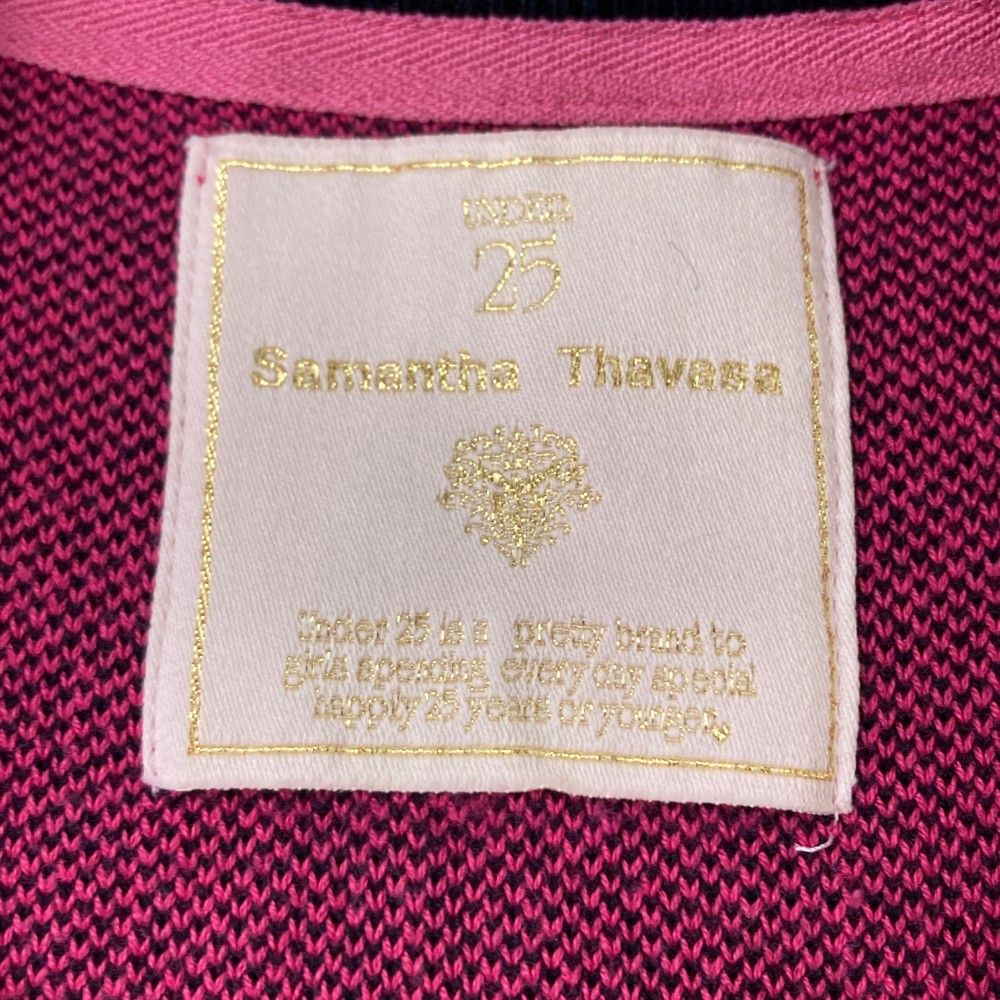 UNDER
25
Samantha Thavasa
Under 25 is a pretty brand to
girls spending every day special
happoly 25 years or younger.